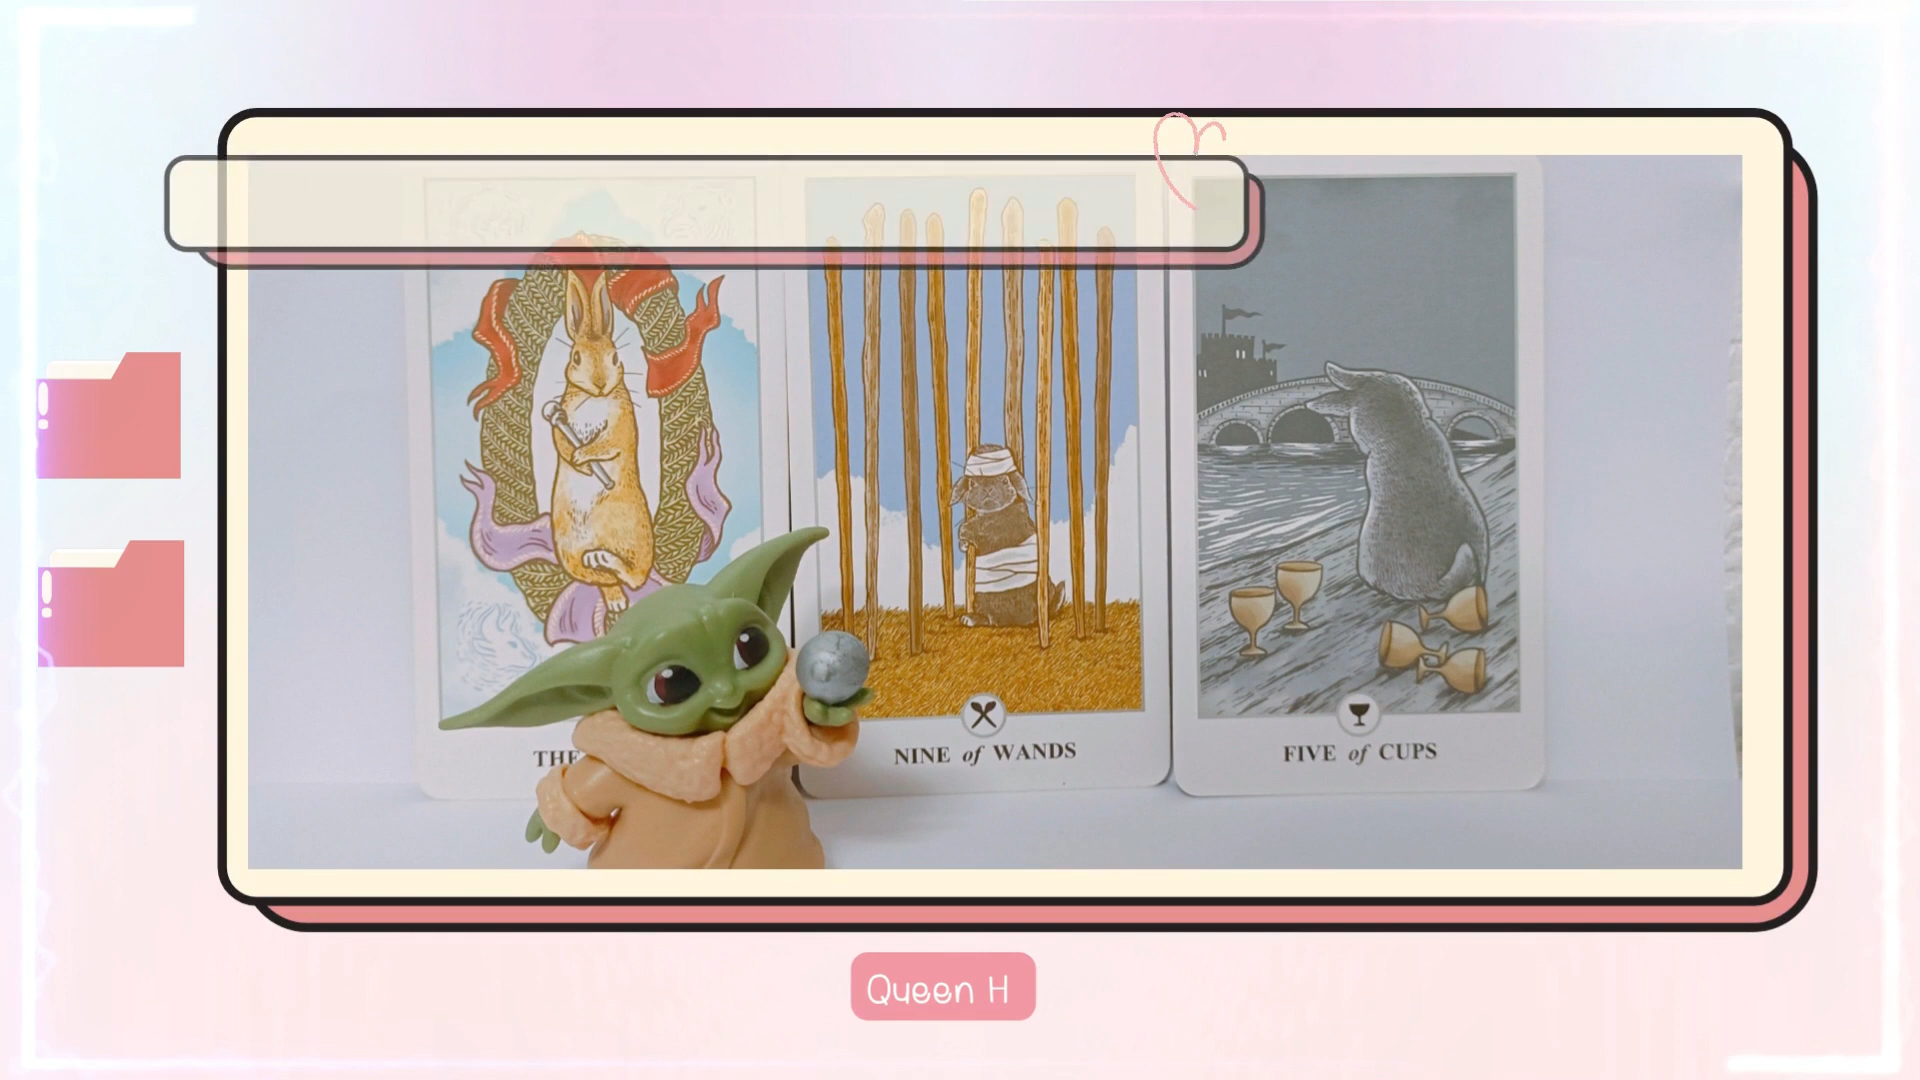 THE
NINE of WANDS
FIVE of CUPS
Queen H